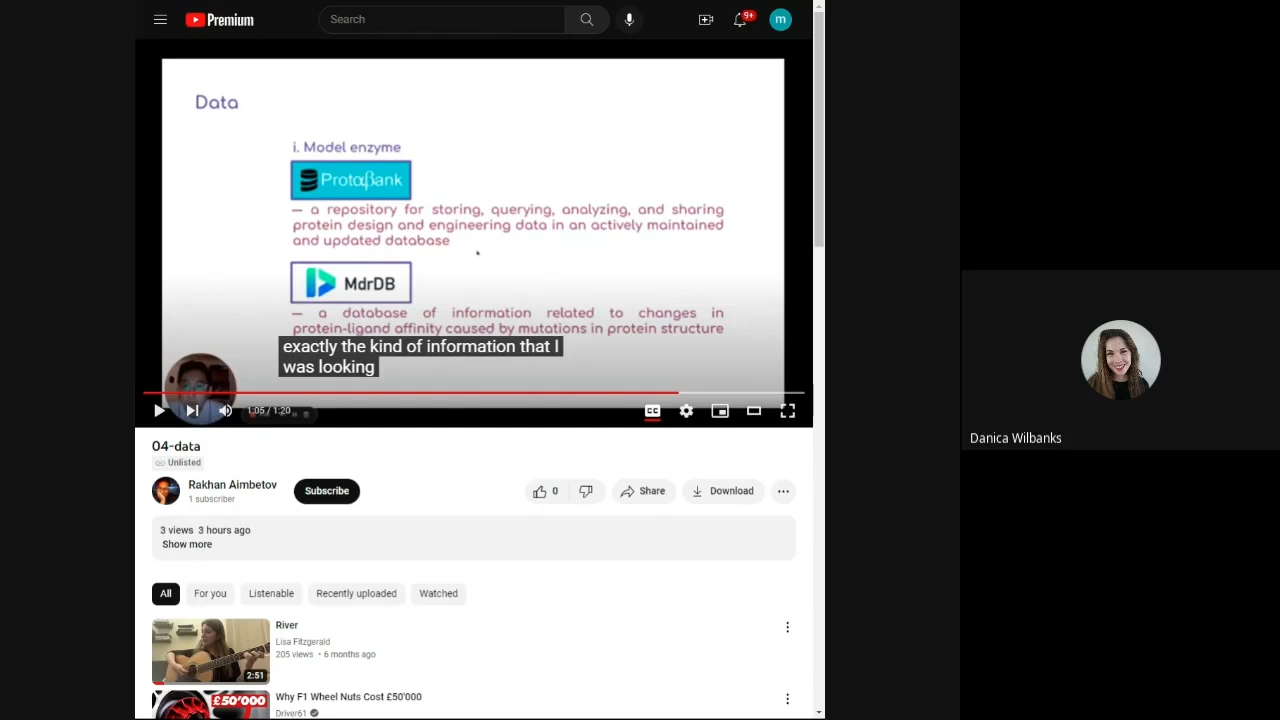 Premium
Search
9+
m
Data
i. Model enzyme
ProtaβBank
— a repository for storing, querying, analyzing, and sharing
protein design and engineering data in an actively maintained
and updated database
MdrDB
— a database of information related to changes in
protein-ligand affinity caused by mutations in protein structure
exactly the kind of information that I
was looking
1:05 / 1:20
CC
04-data
Unlisted
Rakhan Aimbetov
1 subscriber
Subscribe
0
Share
Download
3 views 3 hours ago
Show more
All
For you
Listenable
Recently uploaded
Watched
River
Lisa Fitzgerald
205 views • 6 months ago
2:51
Why F1 Wheel Nuts Cost £50'000
Driver61
£50'000
Danica Wilbanks